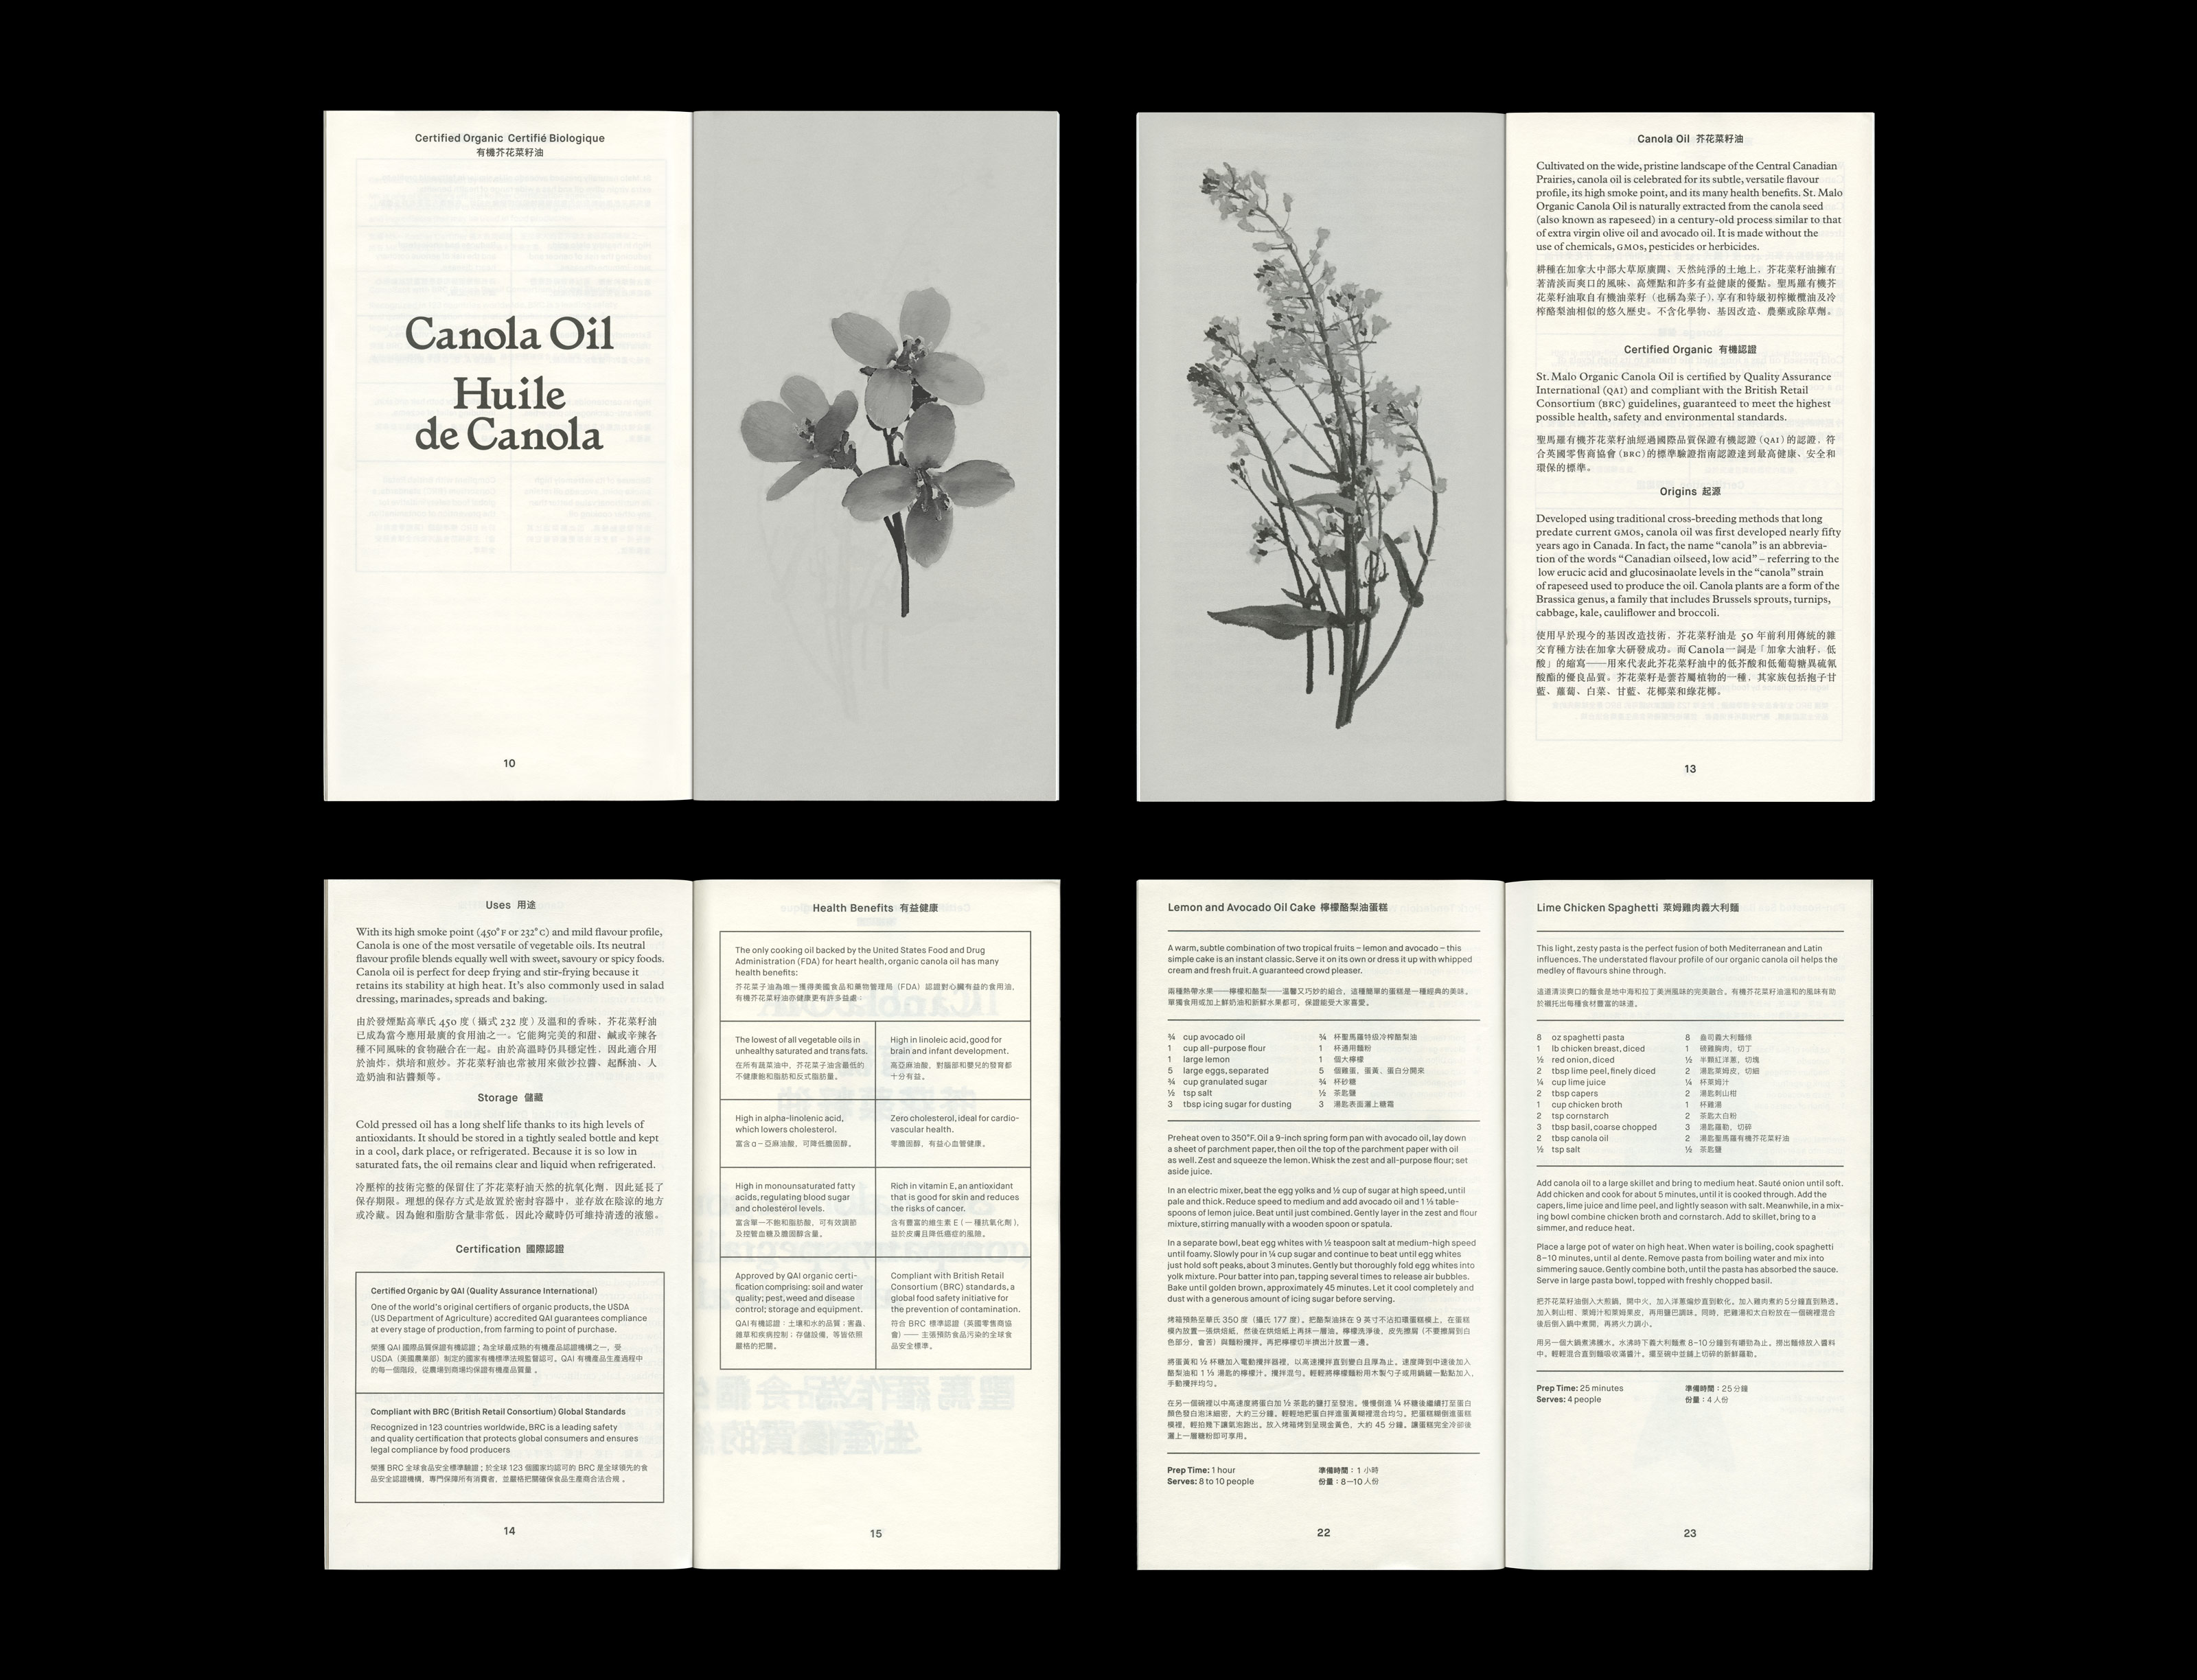 Certified Organic Certifié Biologique
有機芥花菜籽油
Canola Oil
Huile
de Canola
10
Canola Oil 芥花菜籽油
Cultivated on the wide, pristine landscape of the Central Canadian
Prairies, canola oil is celebrated for its subtle, versatile flavour
profile, its high smoke point, and its many health benefits. St. Malo
Organic Canola Oil is naturally extracted from the canola seed
(also known as rapeseed) in a century-old process similar to that
of extra virgin olive oil and avocado oil. It is made without the
use of chemicals, GMOs, pesticides or herbicides.
耕種在加拿大中部大草原廣闊、天然純淨的土地上，芥花菜籽油擁有
著清淡而爽口的風味、高煙點和許多有益健康的優點。聖馬羅有機芥
花菜籽油取自有機油菜籽（也稱為菜子），享有和特級初榨橄欖油及冷
榨酪梨油相似的悠久歷史。不含化學物、基因改造、農藥或除草劑。
Certified Organic 有機認證
St. Malo Organic Canola Oil is certified by Quality Assurance
International (QAI) and compliant with the British Retail
Consortium (BRC) guidelines, guaranteed to meet the highest
possible health, safety and environmental standards.
聖馬羅有機芥花菜籽油經過國際品質保證有機認證（QAI）的認證，符
合英國零售商協會（BRC）的標準驗證指南認證達到最高健康、安全和
環保的標準。
Origins 起源
Developed using traditional cross-breeding methods that long
predate current GMOs, canola oil was first developed nearly fifty
years ago in Canada. In fact, the name “canola” is an abbrevia-
tion of the words “Canadian oilseed, low acid” – referring to the
low erucic acid and glucosinaolate levels in the “canola” strain
of rapeseed used to produce the oil. Canola plants are a form of the
Brassica genus, a family that includes Brussels sprouts, turnips,
cabbage, kale, cauliflower and broccoli.
使用早於現今的基因改造技術，芥花菜籽油是 50 年前利用傳統的雜
交育種方法在加拿大研發成功。而 Canola 一詞是「加拿大油籽，低
酸」的縮寫——用來代表此芥花菜籽油中的低芥酸和低葡萄糖異硫氰
酸酯的優良品質。芥花菜籽是蕓苔屬植物的一種，其家族包括抱子甘
藍、蘿蔔、白菜、甘藍、花椰菜和綠花椰。
13
Uses 用途
With its high smoke point (450° F or 232° C) and mild flavour profile,
Canola is one of the most versatile of vegetable oils. Its neutral
flavour profile blends equally well with sweet, savoury or spicy foods.
Canola oil is perfect for deep frying and stir-frying because it
retains its stability at high heat. It’s also commonly used in salad
dressing, marinades, spreads and baking.
由於發煙點高華氏 450 度（攝式 232 度）及溫和的香味，芥花菜籽油
已成為當今應用最廣的食用油之一。它能夠完美的和甜、鹹或辛辣各
種不同風味的食物融合在一起。由於高溫時仍具穩定性，因此適合用
於油炸，烘培和煎炒。芥花菜籽油也常被用來做沙拉醬、起酥油、人
造奶油和沾醬類等。
Storage 儲藏
Cold pressed oil has a long shelf life thanks to its high levels of
antioxidants. It should be stored in a tightly sealed bottle and kept
in a cool, dark place, or refrigerated. Because it is so low in
saturated fats, the oil remains clear and liquid when refrigerated.
冷壓榨的技術完整的保留住了芥花菜籽油天然的抗氧化劑，因此延長了
保存期限。理想的保存方式是放置於密封容器中，並存放在陰涼的地方
或冷藏。因為飽和脂肪含量非常低，因此冷藏時仍可維持清透的液態。
Certification 國際認證
Certified Organic by QAI (Quality Assurance International)
One of the world’s original certifiers of organic products, the USDA
(US Department of Agriculture) accredited QAI guarantees compliance
at every stage of production, from farming to point of purchase.
榮獲 QAI 國際品質保證有機認證；為全球最成熟的有機產品認證機構之一，受
USDA（美國農業部）制定的國家有機標準法規監督認可。QAI 有機產品生產過程中
的每一個階段，從農場到商場均保證有機產品質量。
Compliant with BRC (British Retail Consortium) Global Standards
Recognized in 123 countries worldwide, BRC is a leading safety
and quality certification that protects global consumers and ensures
legal compliance by food producers
榮獲 BRC 全球食品安全標準驗證；於全球 123 個國家均認可的 BRC 是全球領先的食
品安全認證機構，專門保障所有消費者，並嚴格把關確保食品生產商合法合規。
14
Health Benefits 有益健康
The only cooking oil backed by the United States Food and Drug
Administration (FDA) for heart health, organic canola oil has many
health benefits:
芥花菜子油為唯一獲得美國食品和藥物管理局（FDA）認證對心臟有益的食用油，
有機芥花菜籽油亦健康更有許多益處：
The lowest of all vegetable oils in
unhealthy saturated and trans fats.
在所有蔬菜油中，芥花菜子油含最低的
不健康飽和脂肪和反式脂肪量。
High in linoleic acid, good for
brain and infant development.
高亞麻油酸，對腦部和嬰兒的發育都
十分有益。
High in alpha-linolenic acid,
which lowers cholesterol.
富含 α－亞麻油酸，可降低膽固醇。
Zero cholesterol, ideal for cardio-
vascular health.
零膽固醇、有益心血管健康。
High in monounsaturated fatty
acids, regulating blood sugar
and cholesterol levels.
富含單一不飽和脂肪酸，可有效調節
及控管血糖及膽固醇含量。
Rich in vitamin E, an antioxidant
that is good for skin and reduces
the risks of cancer.
含有豐富的維生素 E（一種抗氧化劑），
益於皮膚且降低癌症的風險。
Approved by QAI organic certi-
fication comprising: soil and water
quality; pest, weed and disease
control; storage and equipment.
QAI有機認證：土壤和水的品質；害蟲、
雜草和疾病控制；存儲設備，等皆依照
嚴格的把關。
Compliant with British Retail
Consortium (BRC) standards, a
global food safety initiative for
the prevention of contamination.
符合 BRC 標準認證（英國零售商協
會）—— 主張預防食品污染的全球食
品安全標準。
15
Lemon and Avocado Oil Cake 檸檬酪梨油蛋糕
A warm, subtle combination of two tropical fruits – lemon and avocado – this
simple cake is an instant classic. Serve it on its own or dress it up with whipped
cream and fresh fruit. A guaranteed crowd pleaser.
兩種熱帶水果——檸檬和酪梨——溫馨又巧妙的組合，這種簡單的蛋糕是一種經典的美味。
單獨食用或加上鮮奶油和新鮮水果都可，保證能受大家喜愛。
¾ cup avocado oil
1 cup all-purpose flour
1 large lemon
5 large eggs, separated
¾ cup granulated sugar
½ tsp salt
3 tbsp icing sugar for dusting
¾ 杯聖馬羅特级冷榨酪梨油
1 杯通用麵粉
1 個大檸檬
5 個雞蛋，蛋黃、蛋白分開來
¾ 杯砂糖
½ 茶匙鹽
3 湯匙表面灑上糖霜
Preheat oven to 350°F. Oil a 9-inch spring form pan with avocado oil, lay down
a sheet of parchment paper, then oil the top of the parchment paper with oil
as well. Zest and squeeze the lemon. Whisk the zest and all-purpose flour; set
aside juice.
In an electric mixer, beat the egg yolks and ½ cup of sugar at high speed, until
pale and thick. Reduce speed to medium and add avocado oil and 1 ½ table-
spoons of lemon juice. Beat until just combined. Gently layer in the zest and flour
mixture, stirring manually with a wooden spoon or spatula.
In a separate bowl, beat egg whites with ½ teaspoon salt at medium-high speed
until foamy. Slowly pour in ¼ cup sugar and continue to beat until egg whites
just hold soft peaks, about 3 minutes. Gently but thoroughly fold egg whites into
yolk mixture. Pour batter into pan, tapping several times to release air bubbles.
Bake until golden brown, approximately 45 minutes. Let it cool completely and
dust with a generous amount of icing sugar before serving.
烤箱預熱至華氏 350 度（攝氏 177 度）。把酪梨油抹在 9 英寸不沾扣環蛋糕模上，在蛋糕
模內放置一張烘焙紙，然後在烘焙紙上再抹一層油。檸檬洗淨後，皮先擦屑（不要擦屑到白
色部分，會苦）與麵粉攪拌。再把檸檬切半擠出汁放置一邊。
將蛋黃和 ½ 杯糖加入電動攪拌器裡，以高速攪拌直到變白且厚為止。速度降到中速後加入
酪梨油和 1 ½ 湯匙的檸檬汁。攪拌混勻。輕輕將檸檬麵粉用木製勺子或用鍋鏟一點點加入，
手動攪拌均勻。
在另一個碗裡以中高速度將蛋白加 ½ 茶匙的鹽打至發泡。慢慢倒進 ¼ 杯糖後繼續打至蛋白
顏色發白泡沫細密，大約三分鐘。輕輕地把蛋白拌進蛋黃糊裡混合均勻。把蛋糕糊倒進蛋糕
模裡，輕拍幾下讓氣泡跑出。放入烤箱烤到呈現金黃色，大約 45 分鐘。讓蛋糕完全冷卻後
灑上一層糖粉即可享用。
Prep Time: 1 hour
Serves: 8 to 10 people
準備時間：1 小時
份量：8—10 人份
22
Lime Chicken Spaghetti 萊姆雞肉義大利麵
This light, zesty pasta is the perfect fusion of both Mediterranean and Latin
influences. The understated flavour profile of our organic canola oil helps the
medley of flavours shine through.
這道清淡爽口的麵食是地中海和拉丁美洲風味的完美融合。有機芥花菜籽油溫和的風味有助
於襯托出每種食材豐富的味道。
8 oz spaghetti pasta
1 lb chicken breast, diced
½ red onion, diced
2 tbsp lime peel, finely diced
¼ cup lime juice
2 tbsp capers
1 cup chicken broth
2 tsp cornstarch
3 tbsp basil, coarse chopped
2 tbsp canola oil
½ tsp salt
8 盎司義大利麵條
1 磅雞胸肉，切丁
½ 半顆紅洋蔥，切塊
2 湯匙萊姆皮，切細
¼ 杯萊姆汁
2 湯匙刺山柑
1 杯雞湯
2 茶匙太白粉
3 湯匙羅勒，切碎
2 湯匙聖馬羅有機芥花菜籽油
½ 茶匙鹽
Add canola oil to a large skillet and bring to medium heat. Sauté onion until soft.
Add chicken and cook for about 5 minutes, until it is cooked through. Add the
capers, lime juice and lime peel, and lightly season with salt. Meanwhile, in a mix-
ing bowl combine chicken broth and cornstarch. Add to skillet, bring to a
simmer, and reduce heat.
Place a large pot of water on high heat. When water is boiling, cook spaghetti
8–10 minutes, until al dente. Remove pasta from boiling water and mix into
simmering sauce. Gently combine both, until the pasta has absorbed the sauce.
Serve in large pasta bowl, topped with freshly chopped basil.
把芥花菜籽油倒入大煎鍋，開中火，加入洋蔥煸炒直到軟化。加入雞肉煮約5分鐘直到熟透。
加入刺山柑，萊姆汁和萊姆果皮，再用鹽巴調味。同時，把雞湯和太白粉放在一個碗裡混合
後后倒入鍋中煮開，再將火力調小。
用另一個大鍋煮沸騰水。水沸時下義大利麵煮 8–10 分鐘到有嚼勁為止。撈出麵條放入醬料
中。輕輕混合直到麵吸收滿醬汁。擺至碗中並鋪上切碎的新鮮羅勒。
Prep Time: 25 minutes
Serves: 4 people
準備時間：25 分鐘
份量：4 人份
23